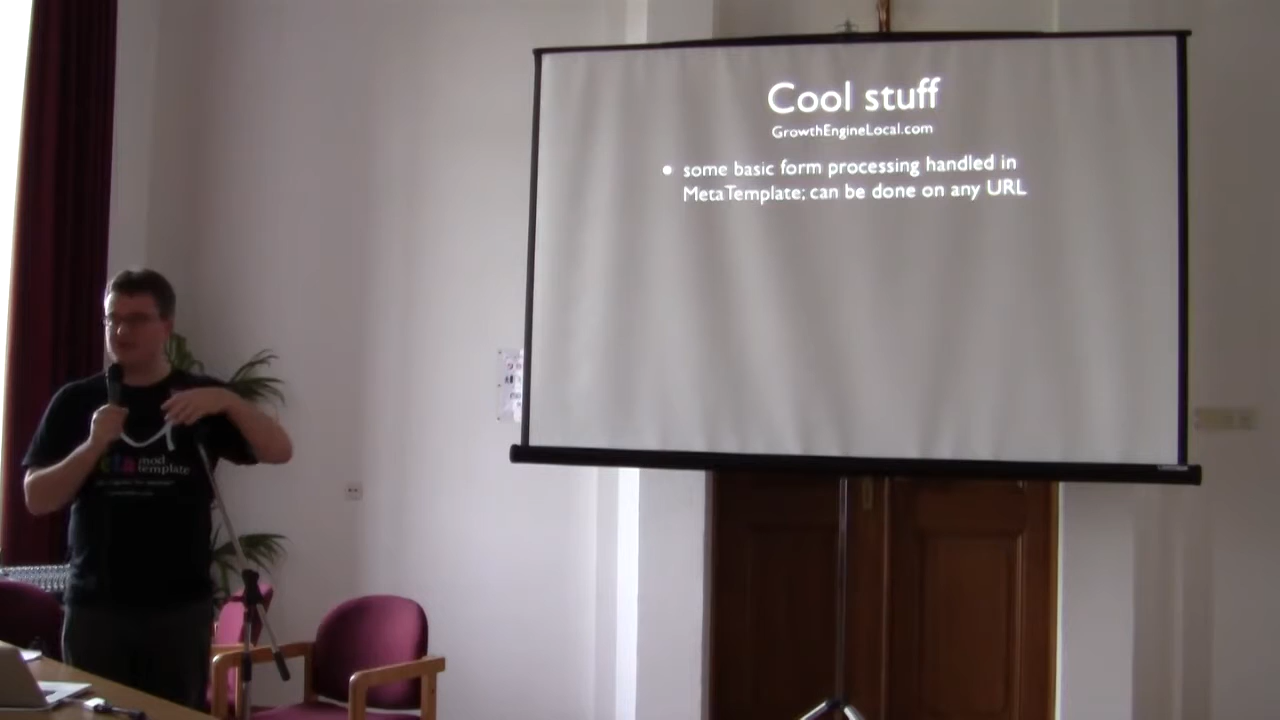 Cool stuff
GrowthEngineLocal.com
• some basic form processing handled in
MetaTemplate; can be done on any URL
mod
template